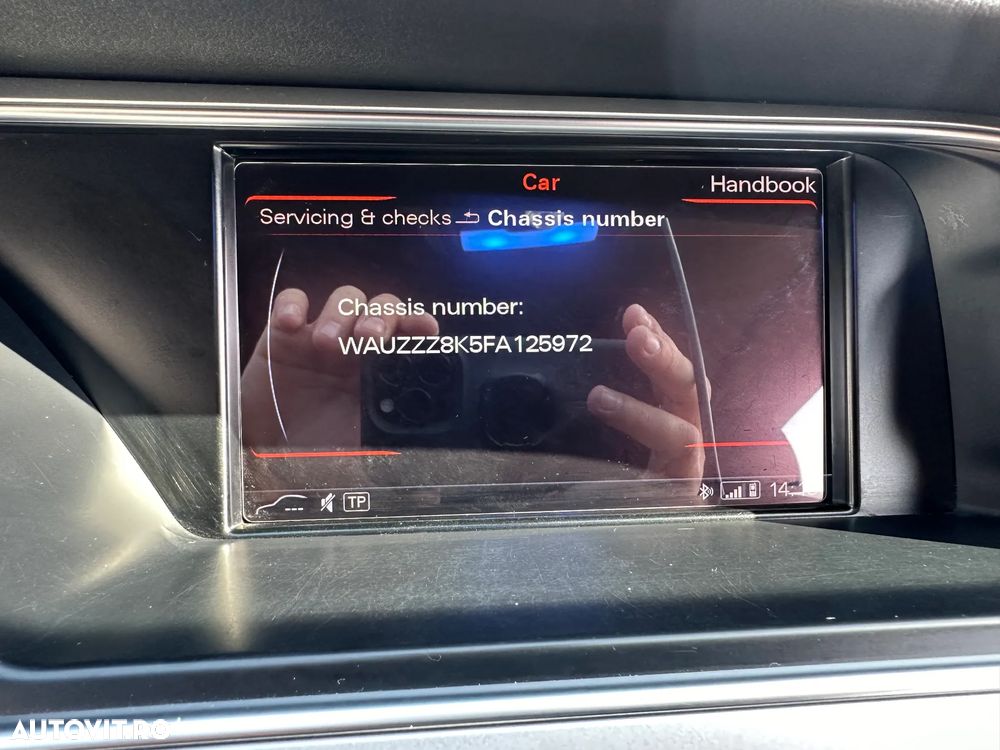 Car
Handbook
Servicing & checks Chassis number
Chassis number:
WAUZZZ8K5FA125972
TP
AUTOVIT.RO